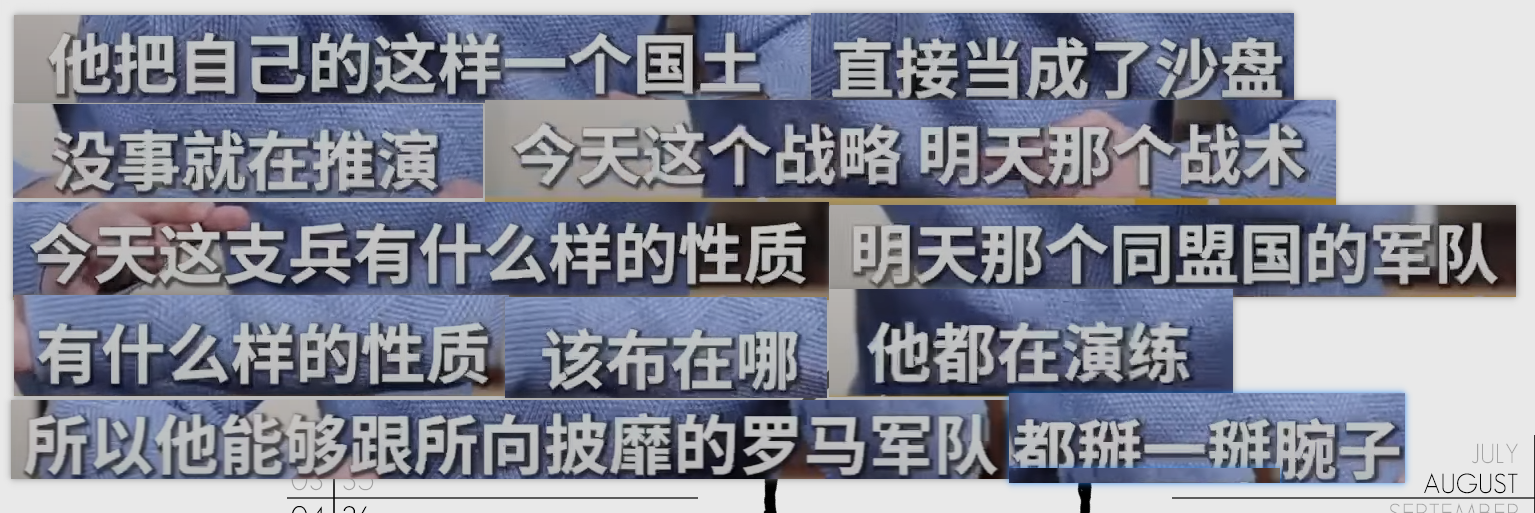 他把自己的这样一个国土 直接当成了沙盘
没事就在推演 今天这个战略 明天那个战术
今天这支兵有什么样的性质 明天那个同盟国的军队
有什么样的性质 该布在哪 他都在演练
所以他能够跟所向披靡的罗马军队 都掰一掰腕子
JULY
03 35
AUGUST
04 36
SEPTEMBER